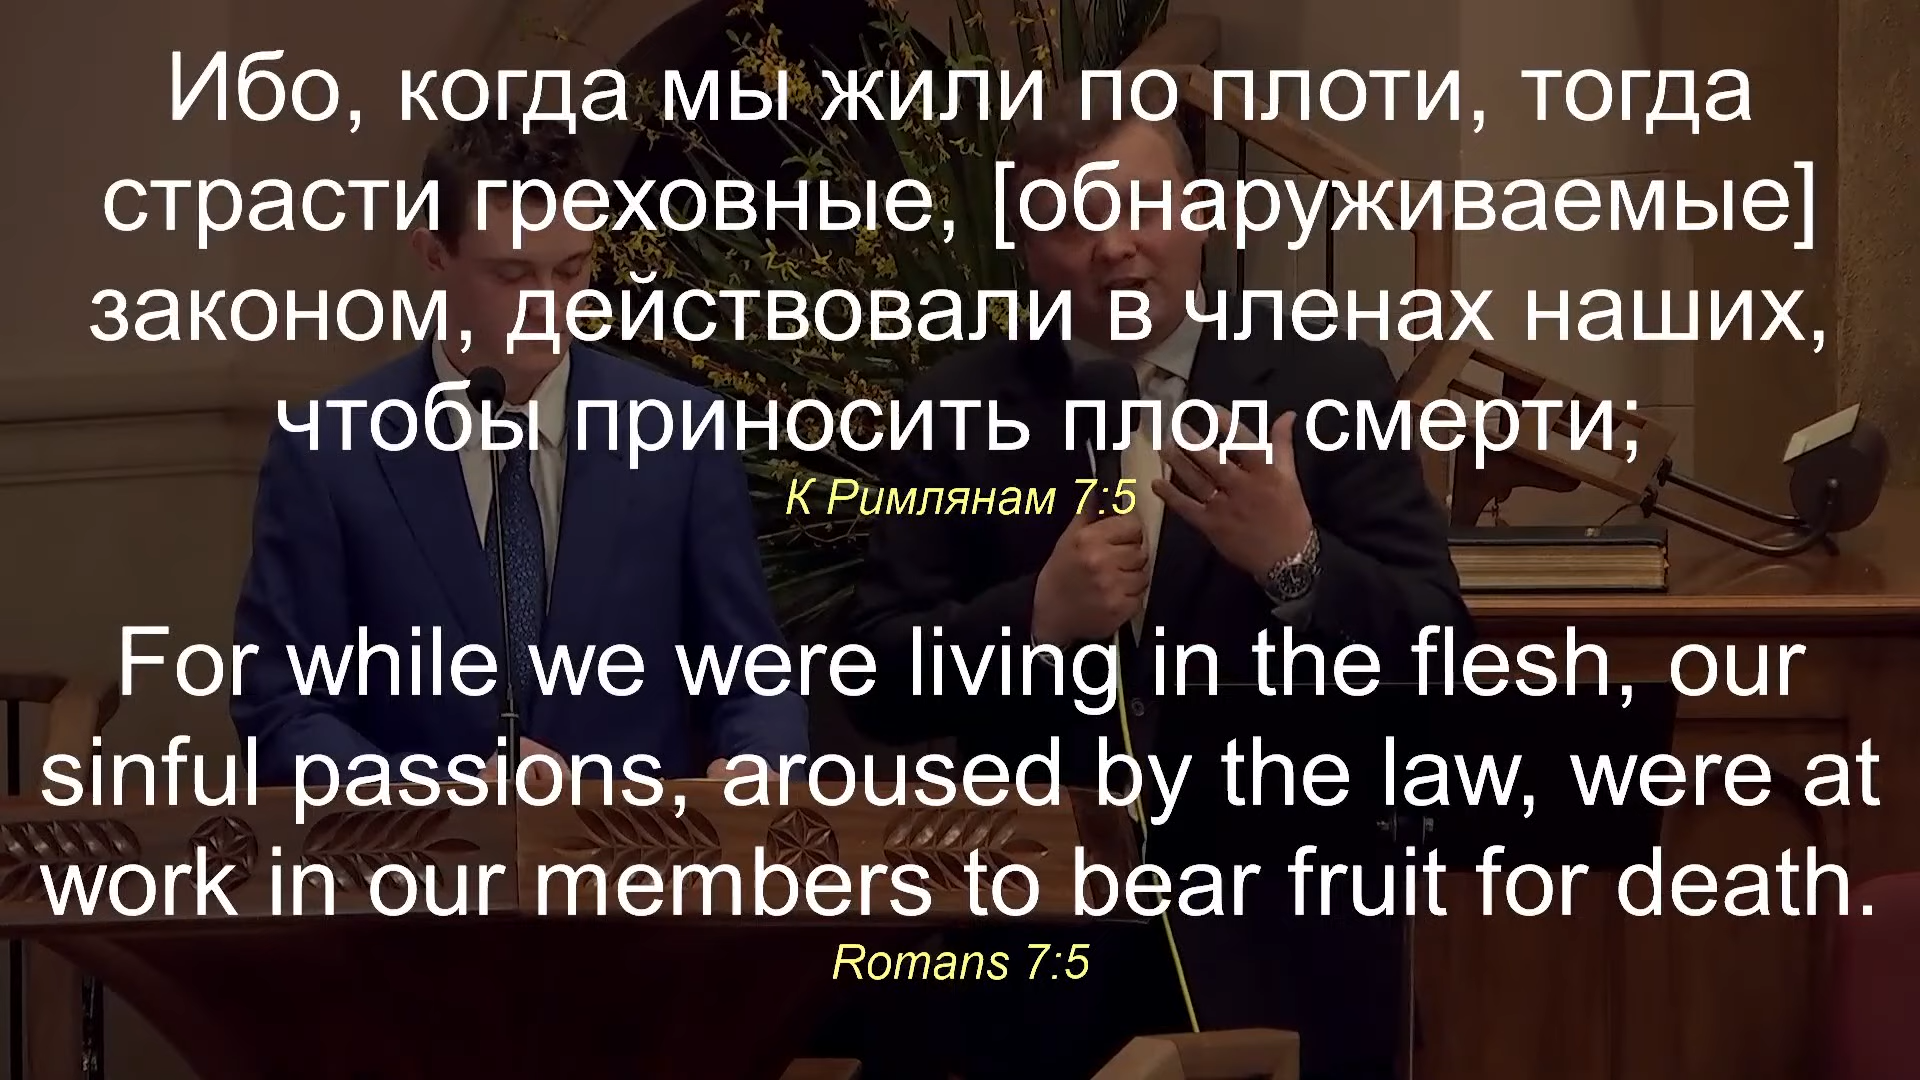 Ибо, когда мы жили по плоти, тогда
страсти греховные, [обнаруживаемые]
законом, действовали в членах наших,
чтобы приносить плод смерти;
К Римлянам 7:5
For while we were living in the flesh, our
sinful passions, aroused by the law, were at
work in our members to bear fruit for death.
Romans 7:5